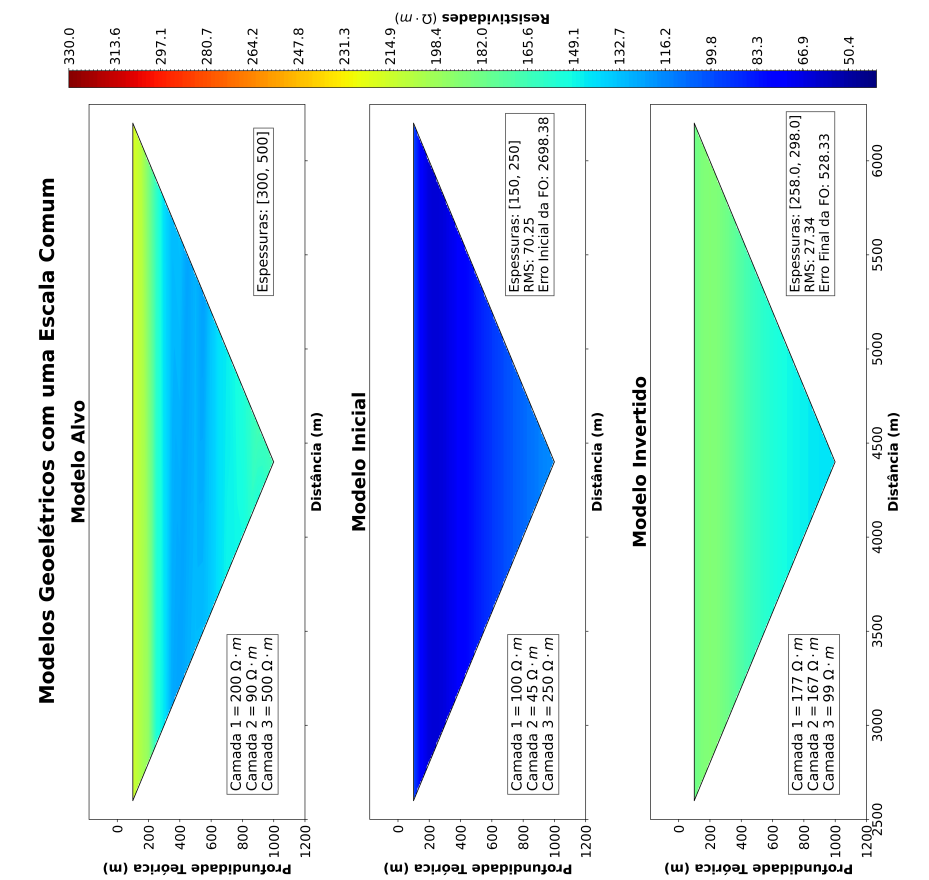 Modelos Geoelétricos com uma Escala Comum
Modelo Alvo
Profundidade Teórica (m)
0
200
400
600
800
1000
1200
Camada 1 = 200 Ω · m
Camada 2 = 90 Ω · m
Camada 3 = 500 Ω · m
Espessuras: [300, 500]
Distância (m)
Modelo Inicial
Profundidade Teórica (m)
0
200
400
600
800
1000
1200
Camada 1 = 100 Ω · m
Camada 2 = 45 Ω · m
Camada 3 = 250 Ω · m
Espessuras: [150, 250]
RMS: 70.25
Erro Inicial da FO: 2698.38
Distância (m)
Modelo Invertido
Profundidade Teórica (m)
0
200
400
600
800
1000
1200
Camada 1 = 177 Ω · m
Camada 2 = 167 Ω · m
Camada 3 = 99 Ω · m
Espessuras: [258.0, 298.0]
RMS: 27.34
Erro Final da FO: 528.33
2500 3000 3500 4000 4500 5000 5500 6000
Distância (m)
330.0
313.6
297.1
280.7
264.2
247.8
231.3
214.9
198.4
182.0
165.6
149.1
132.7
116.2
99.8
83.3
66.9
50.4
Resistividades (Ω · m)